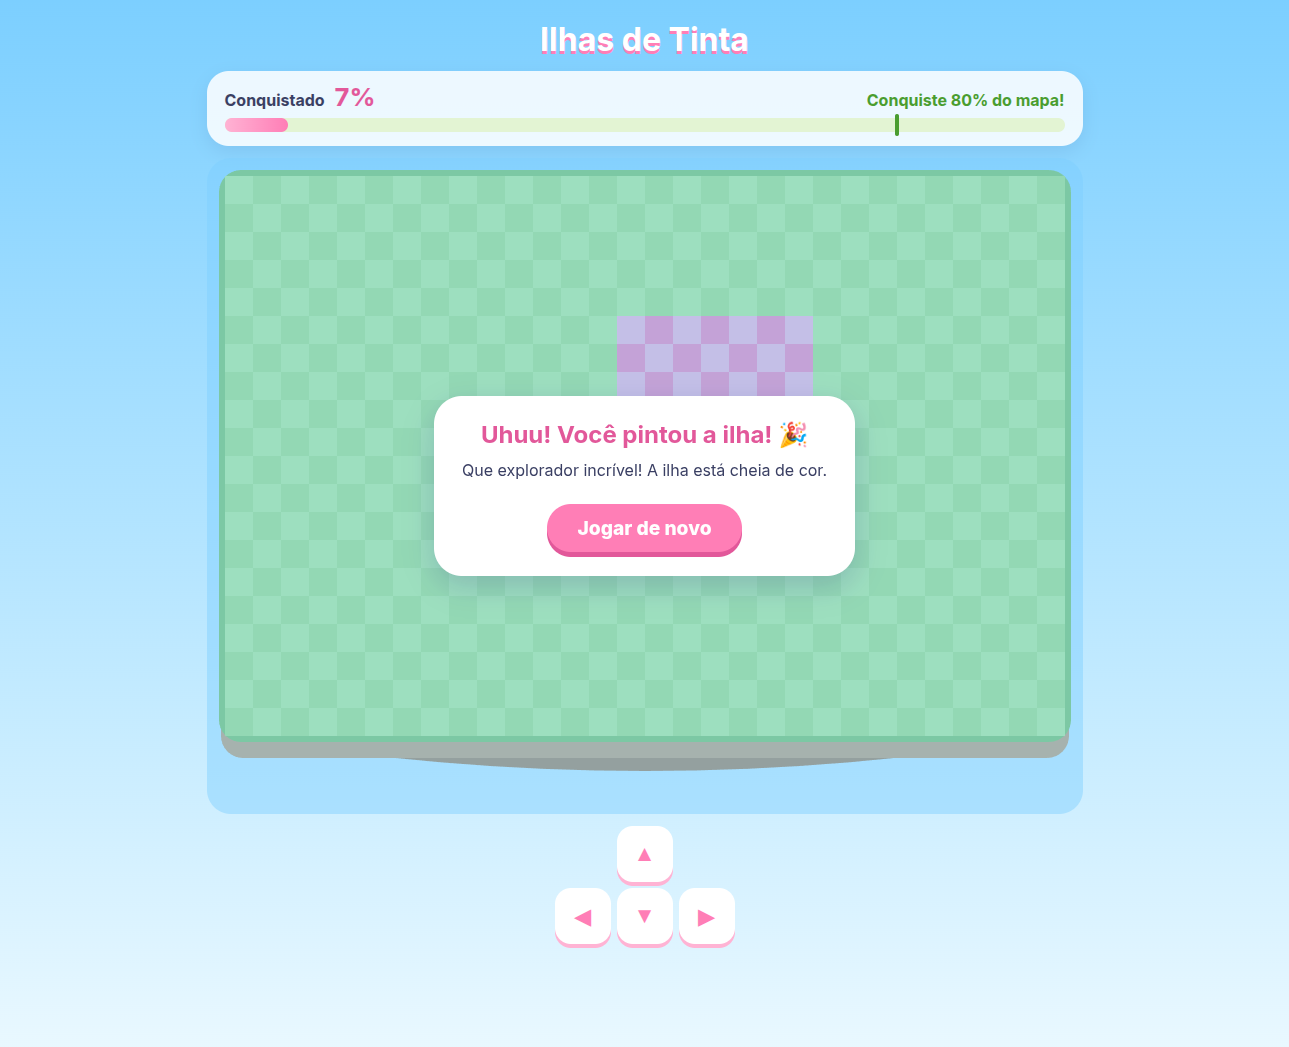 Ilhas de Tinta
Conquistado 7%
Conquiste 80% do mapa!
Uhuu! Você pintou a ilha! 🎉
Que explorador incrível! A ilha está cheia de cor.
Jogar de novo
▲
◀ ▼ ▶